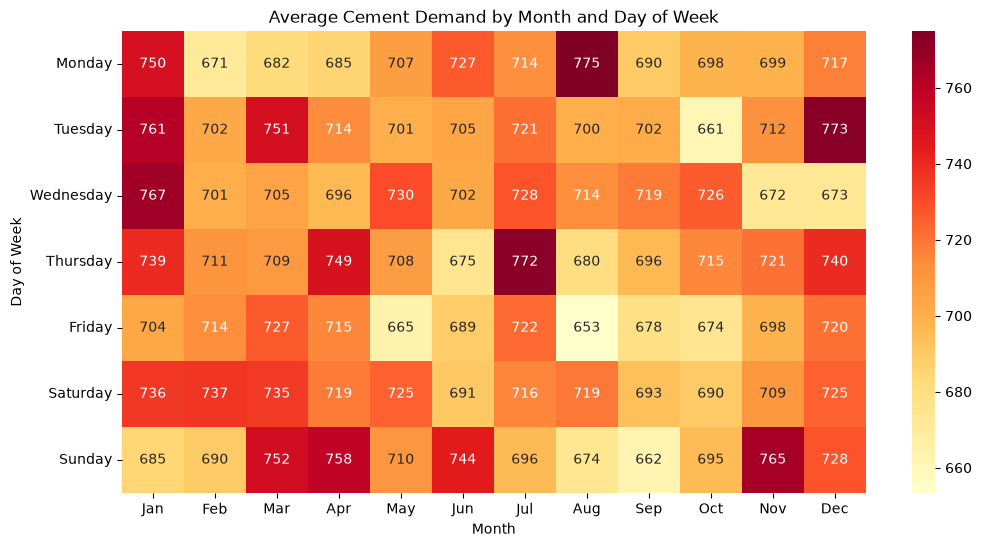 Average Cement Demand by Month and Day of Week
Monday 750 671 682 685 707 727 714 775 690 698 699 717
Tuesday 761 702 751 714 701 705 721 700 702 661 712 773
Wednesday 767 701 705 696 730 702 728 714 719 726 672 673
Thursday 739 711 709 749 708 675 772 680 696 715 721 740
Friday 704 714 727 715 665 689 722 653 678 674 698 720
Saturday 736 737 735 719 725 691 716 719 693 690 709 725
Sunday 685 690 752 758 710 744 696 674 662 695 765 728
Jan Feb Mar Apr May Jun Jul Aug Sep Oct Nov Dec
Month
Day of Week
760
740
720
700
680
660